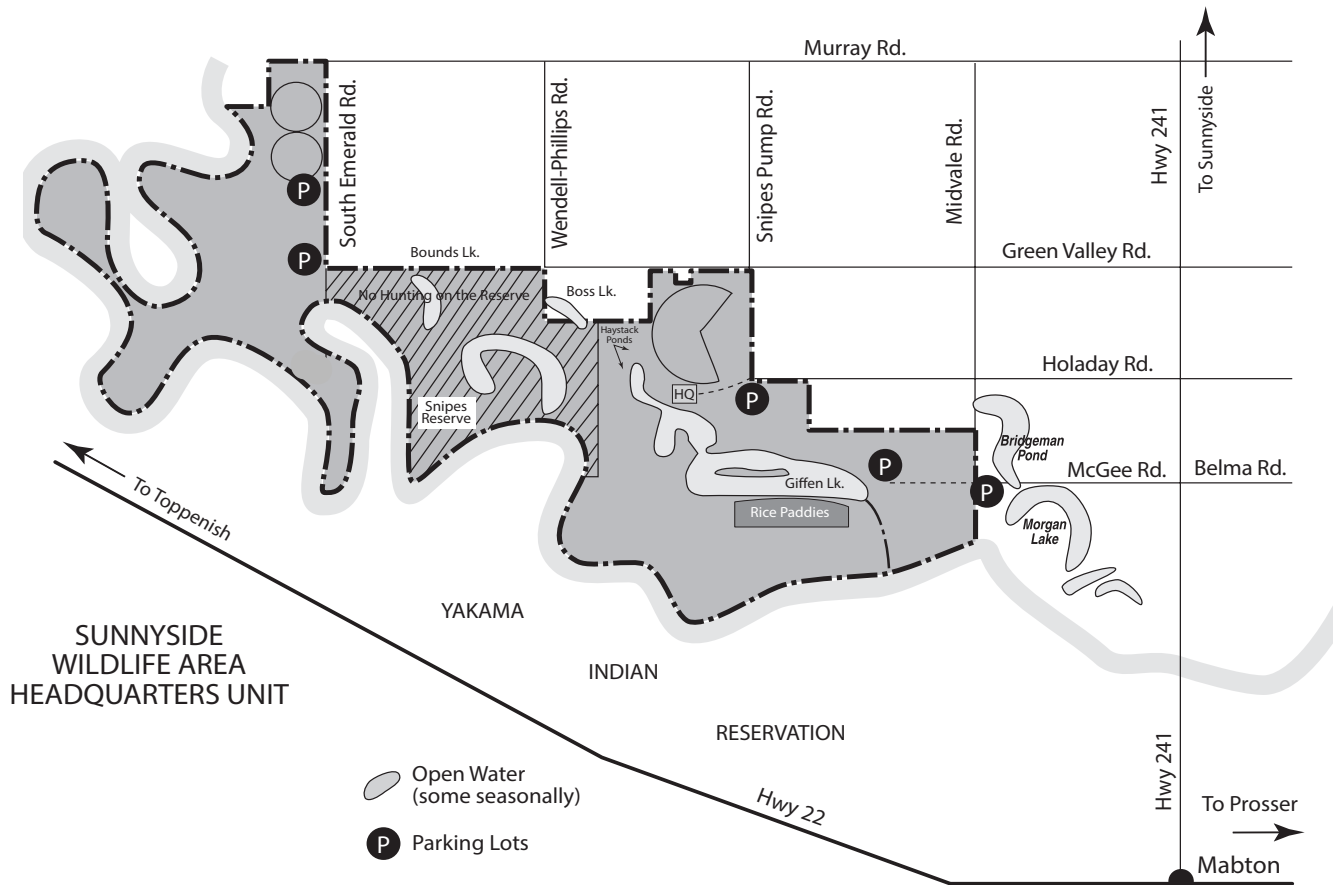 Murray Rd.
South Emerald Rd.
Wendell-Phillips Rd.
Snipes Pump Rd.
Midvale Rd.
Hwy 241
To Sunnyside
P
P
Bounds Lk.
Green Valley Rd.
No Hunting on the Reserve
Boss Lk.
Haystack
Ponds
Holaday Rd.
HQ
P
Snipes
Reserve
Bridgeman
Pond
McGee Rd.
Belma Rd.
P
Giffen Lk.
P
Rice Paddies
Morgan
Lake
To Toppenish
YAKAMA
INDIAN
RESERVATION
SUNNYSIDE
WILDLIFE AREA
HEADQUARTERS UNIT
Open Water
(some seasonally)
P
Parking Lots
Hwy 22
Hwy 241
To Prosser
Mabton